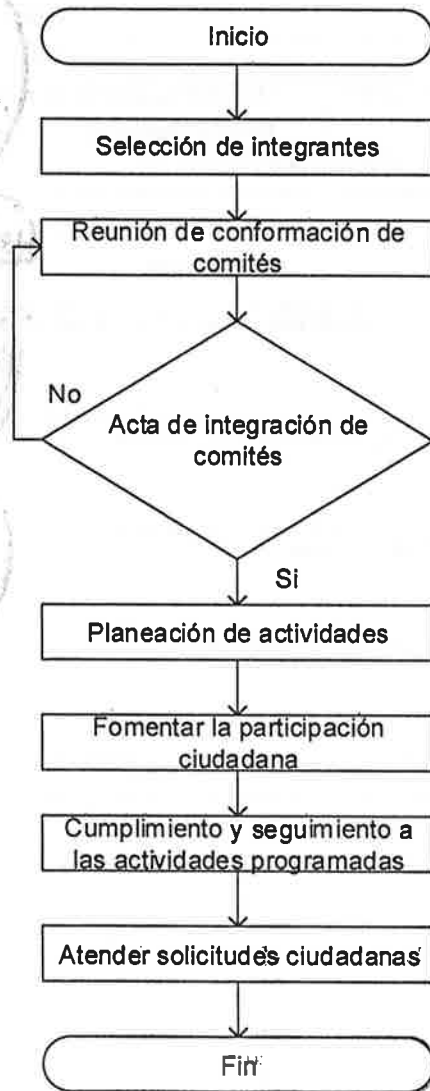 Inicio
Selección de integrantes
Reunión de conformación de
comités
No
Acta de integración de
comités
Si
Planeación de actividades
Fomentar la participación
ciudadana
Cumplimiento y seguimiento a
las actividades programadas
Atender solicitudes ciudadanas
Fin